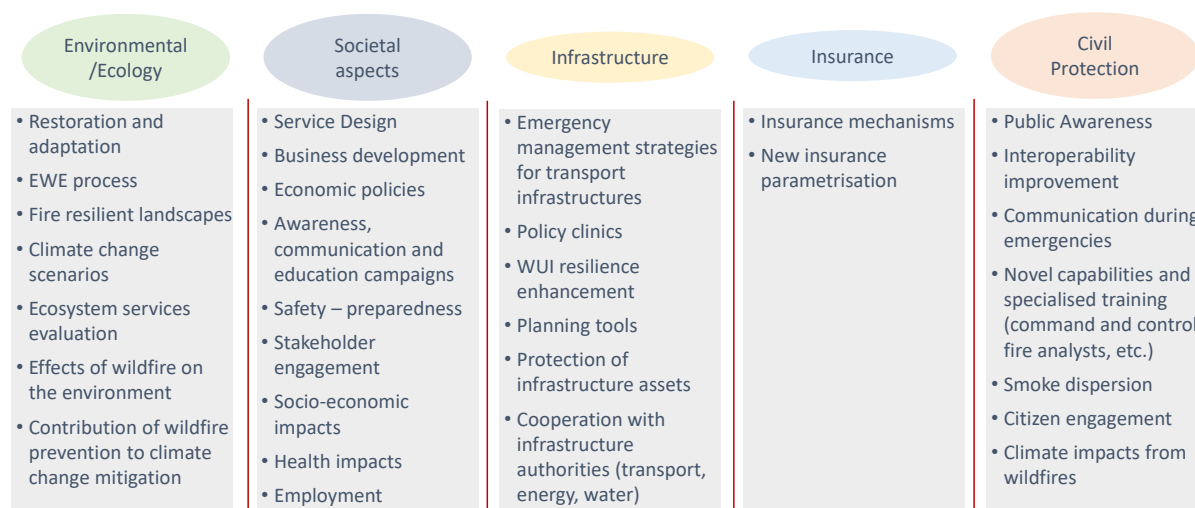 Environmental
/Ecology
• Restoration and
adaptation
• EWE process
• Fire resilient landscapes
• Climate change
scenarios
• Ecosystem services
evaluation
• Effects of wildfire on
the environment
• Contribution of wildfire
prevention to climate
change mitigation
Societal
aspects
• Service Design
• Business development
• Economic policies
• Awareness,
communication and
education campaigns
• Safety – preparedness
• Stakeholder
engagement
• Socio-economic
impacts
• Health impacts
• Employment
Infrastructure
• Emergency
management strategies
for transport
infrastructures
• Policy clinics
• WUI resilience
enhancement
• Planning tools
• Protection of
infrastructure assets
• Cooperation with
infrastructure
authorities (transport,
energy, water)
Insurance
• Insurance mechanisms
• New insurance
parametrisation
Civil
Protection
• Public Awareness
• Interoperability
improvement
• Communication during
emergencies
• Novel capabilities and
specialised training
(command and control
fire analysts, etc.)
• Smoke dispersion
• Citizen engagement
• Climate impacts from
wildfires